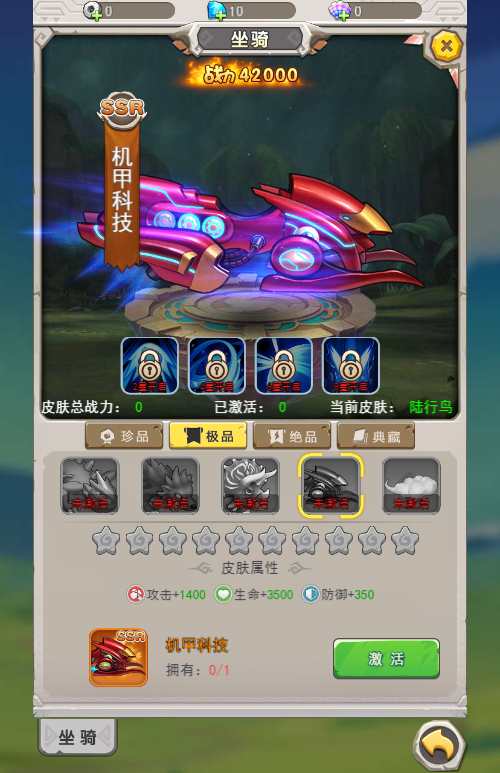 0
10
0
坐骑
战力42000
SSR
机甲科技
皮肤总战力: 0
已激活: 0
当前皮肤: 陆行鸟
珍品
极品
绝品
典藏
皮肤属性
攻击+1400
生命+3500
防御+350
SSR
机甲科技
拥有: 0/1
激活
坐骑